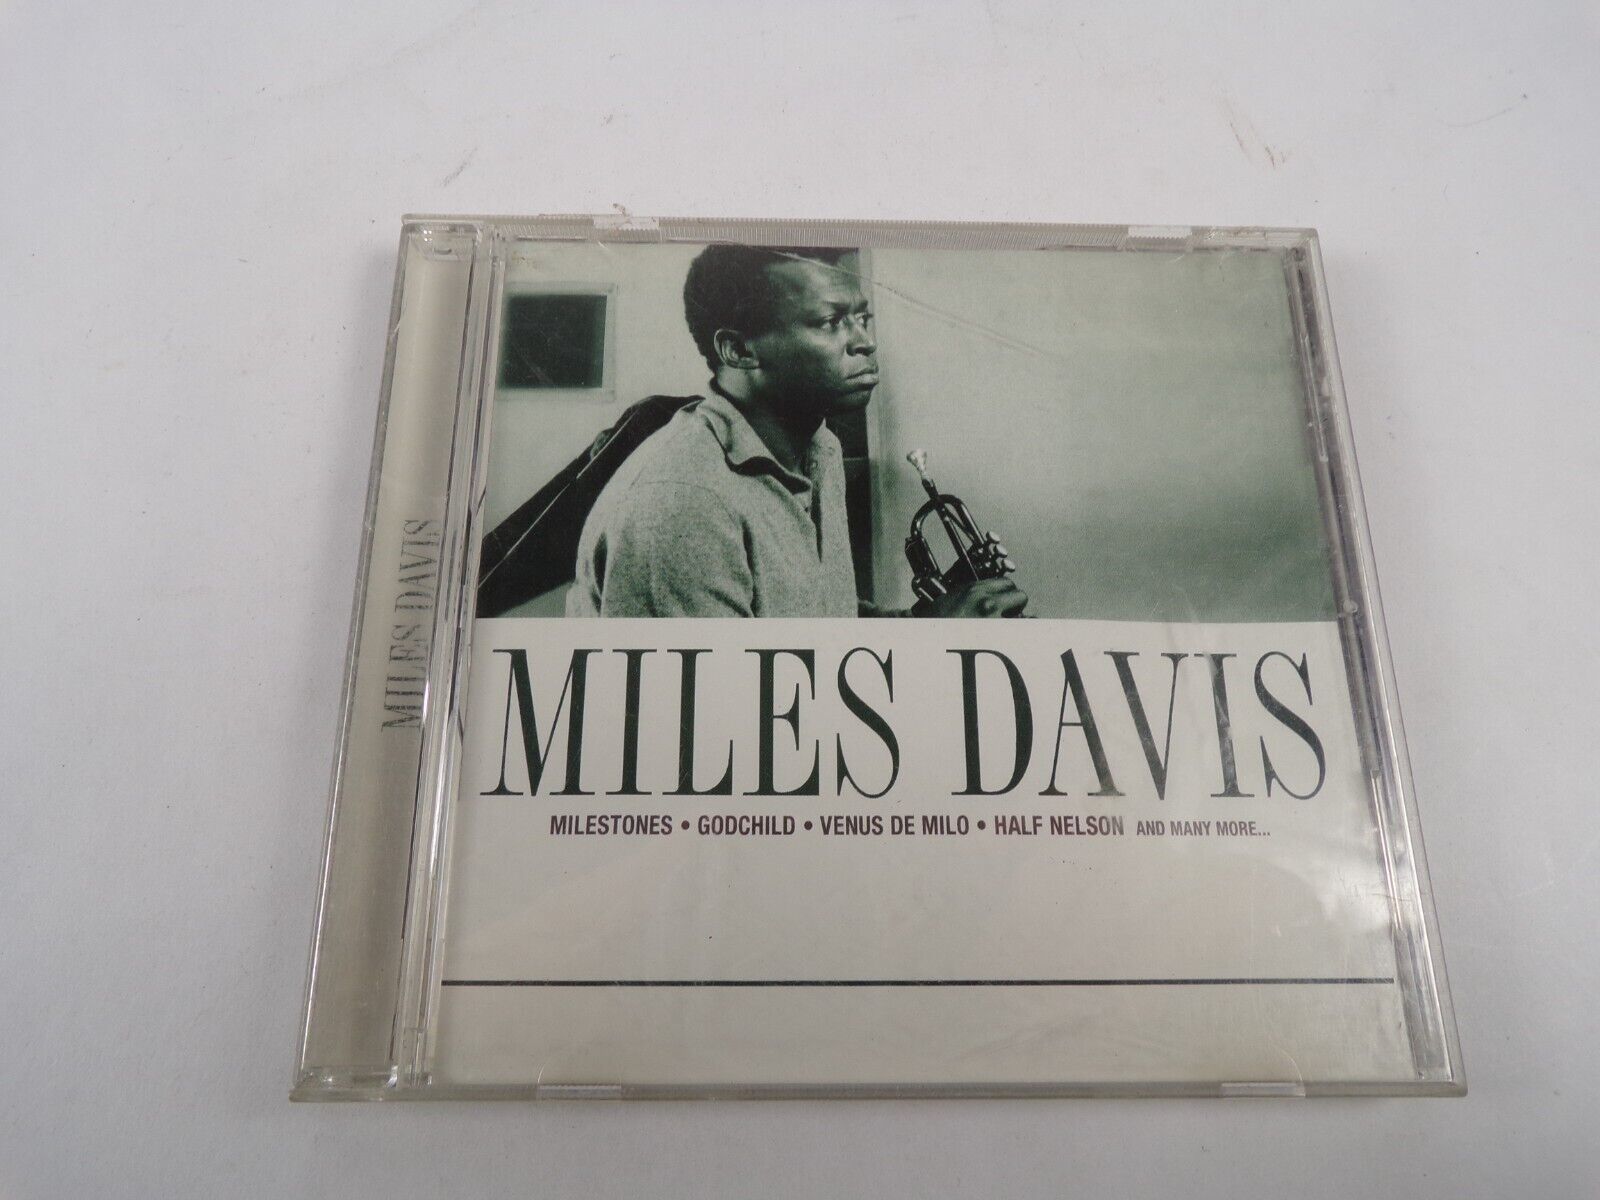 MILES DAVIS
MILES DAVIS
MILESTONES • GODCHILD • VENUS DE MILO • HALF NELSON AND MANY MORE...